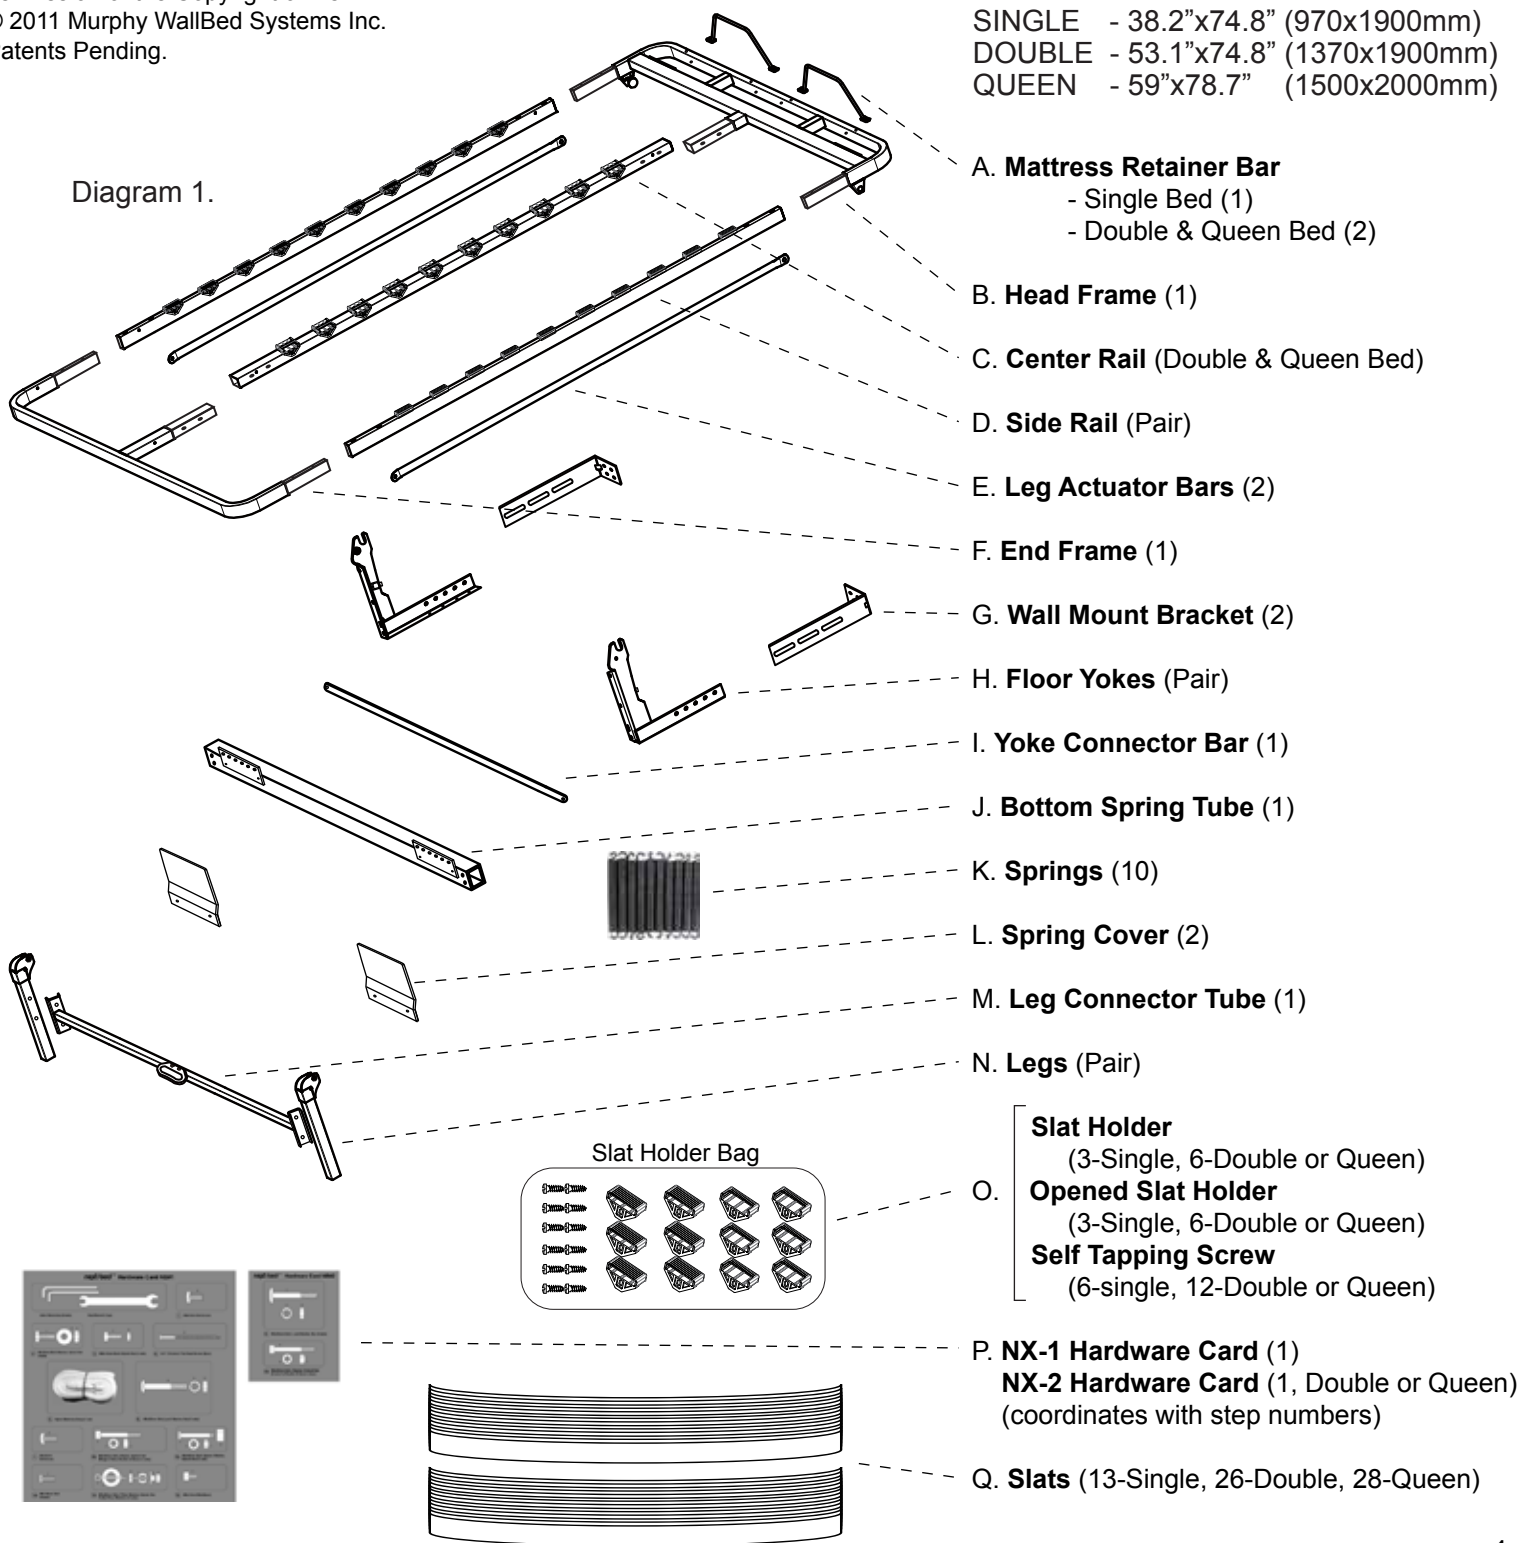 © 2011 Murphy WallBed Systems Inc.
Patents Pending.
SINGLE - 38.2”x74.8” (970x1900mm)
DOUBLE - 53.1”x74.8” (1370x1900mm)
QUEEN - 59”x78.7” (1500x2000mm)
Diagram 1.
A. Mattress Retainer Bar
- Single Bed (1)
- Double & Queen Bed (2)
B. Head Frame (1)
C. Center Rail (Double & Queen Bed)
D. Side Rail (Pair)
E. Leg Actuator Bars (2)
F. End Frame (1)
G. Wall Mount Bracket (2)
H. Floor Yokes (Pair)
I. Yoke Connector Bar (1)
J. Bottom Spring Tube (1)
K. Springs (10)
L. Spring Cover (2)
M. Leg Connector Tube (1)
N. Legs (Pair)
Slat Holder Bag
O.
Slat Holder
(3-Single, 6-Double or Queen)
Opened Slat Holder
(3-Single, 6-Double or Queen)
Self Tapping Screw
(6-single, 12-Double or Queen)
P. NX-1 Hardware Card (1)
NX-2 Hardware Card (1, Double or Queen)
(coordinates with step numbers)
Q. Slats (13-Single, 26-Double, 28-Queen)